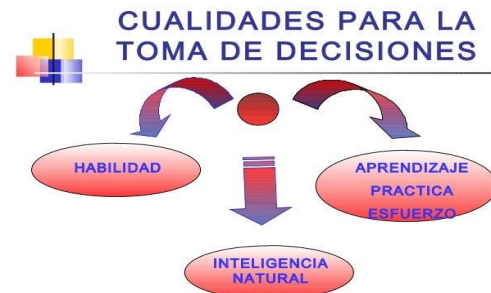 CUALIDADES PARA LA
TOMA DE DECISIONES
HABILIDAD
APRENDIZAJE
PRACTICA
ESFUERZO
INTELIGENCIA
NATURAL